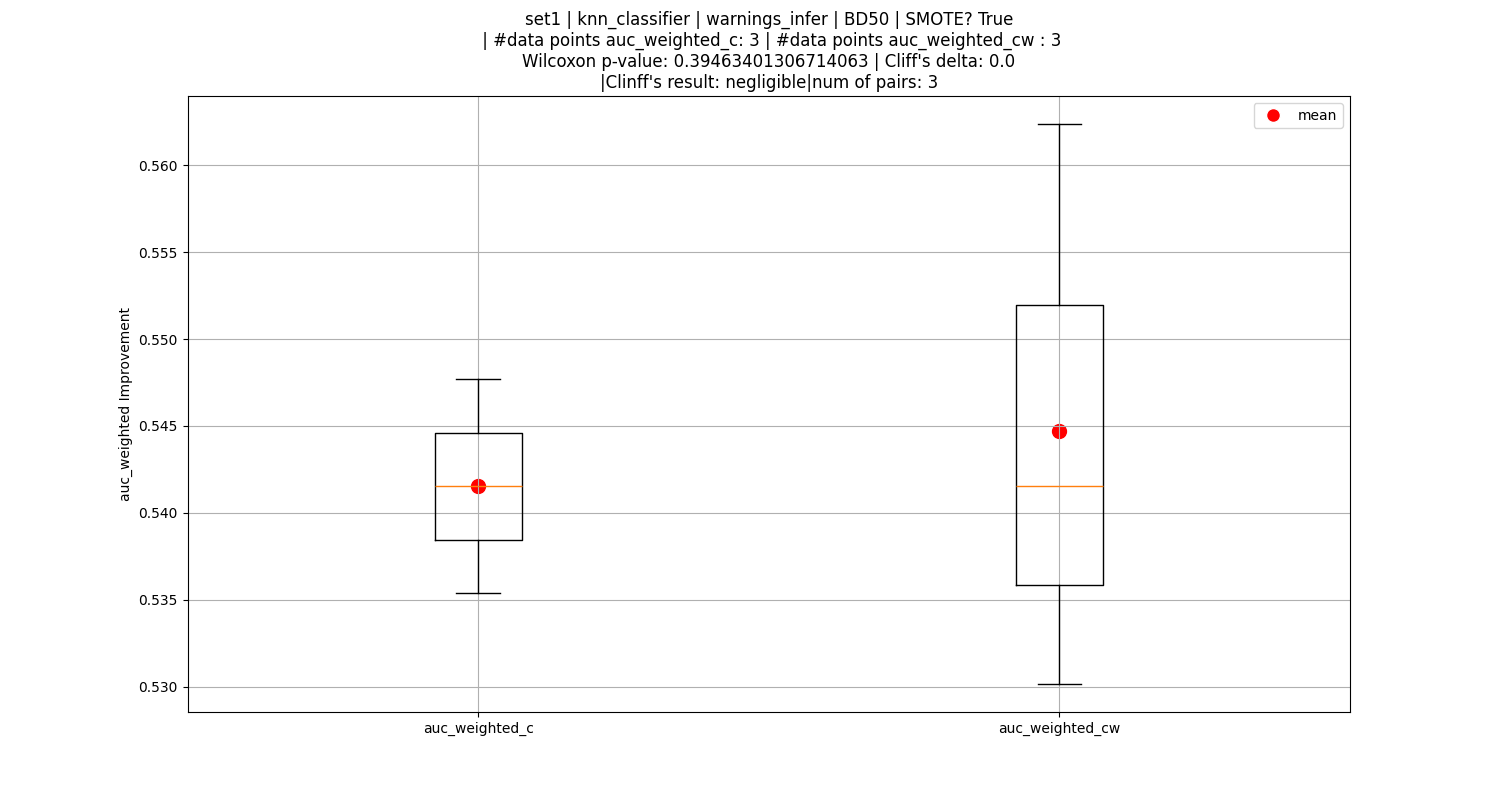 set1 | knn_classifier | warnings_infer | BD50 | SMOTE? True
| #data points auc_weighted_c: 3 | #data points auc_weighted_cw : 3
Wilcoxon p-value: 0.39463401306714063 | Cliff's delta: 0.0
|Clinff's result: negligible|num of pairs: 3
mean
0.560
0.555
0.550
0.545
0.540
0.535
0.530
auc_weighted Improvement
auc_weighted_c
auc_weighted_cw